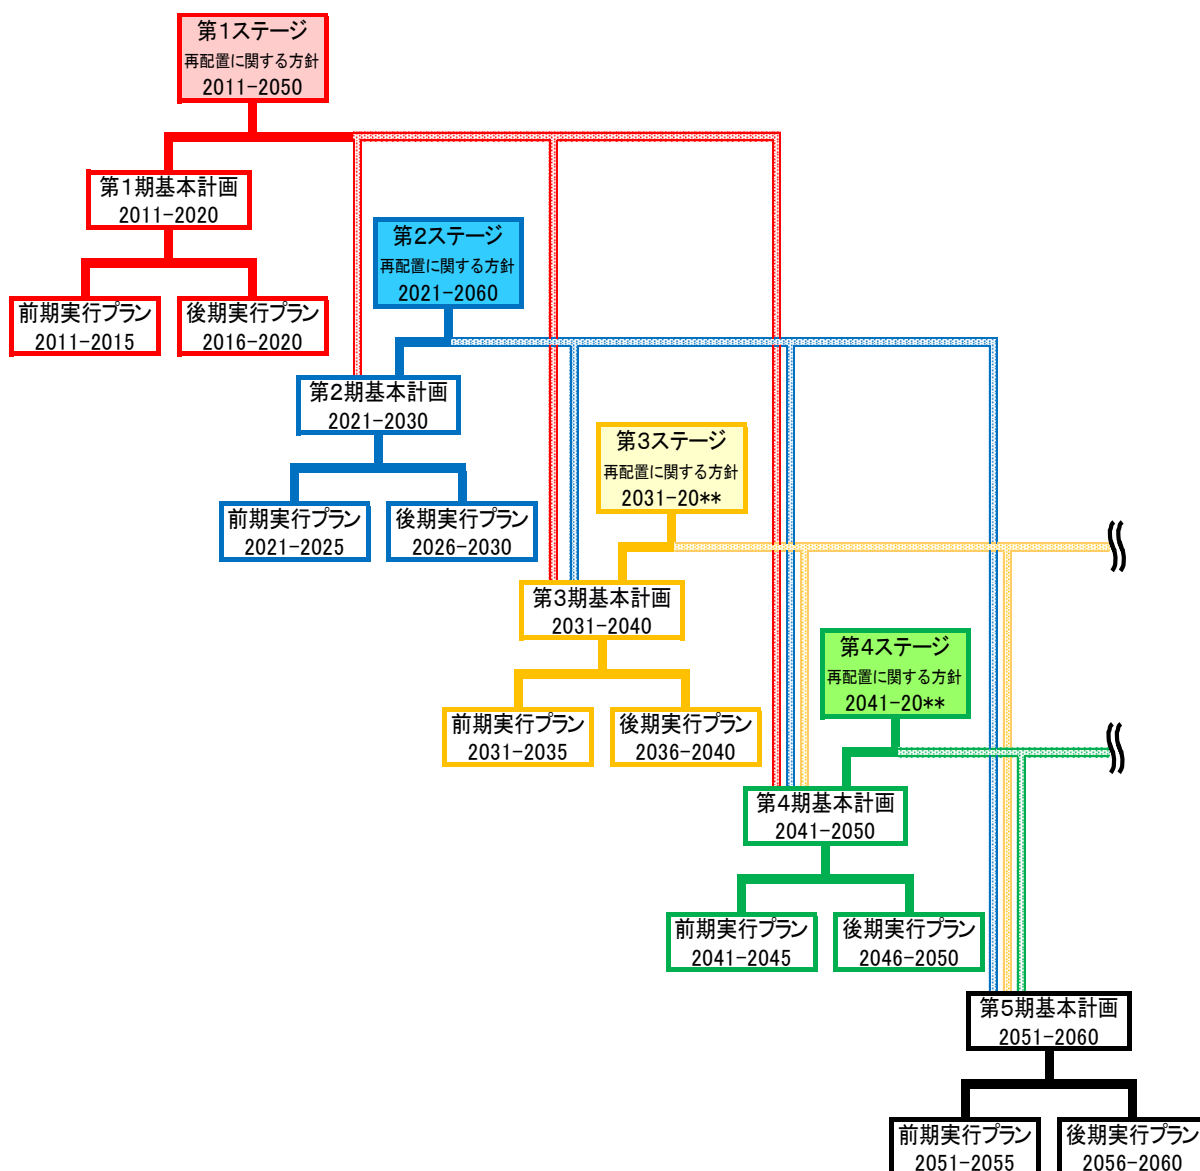 第1ステージ
再配置に関する方針
2011-2050
第1期基本計画
2011-2020
前期実行プラン
2011-2015
後期実行プラン
2016-2020
第2ステージ
再配置に関する方針
2021-2060
第2期基本計画
2021-2030
前期実行プラン
2021-2025
後期実行プラン
2026-2030
第3ステージ
再配置に関する方針
2031-20**
第3期基本計画
2031-2040
前期実行プラン
2031-2035
後期実行プラン
2036-2040
第4ステージ
再配置に関する方針
2041-20**
第4期基本計画
2041-2050
前期実行プラン
2041-2045
後期実行プラン
2046-2050
第5期基本計画
2051-2060
前期実行プラン
2051-2055
後期実行プラン
2056-2060